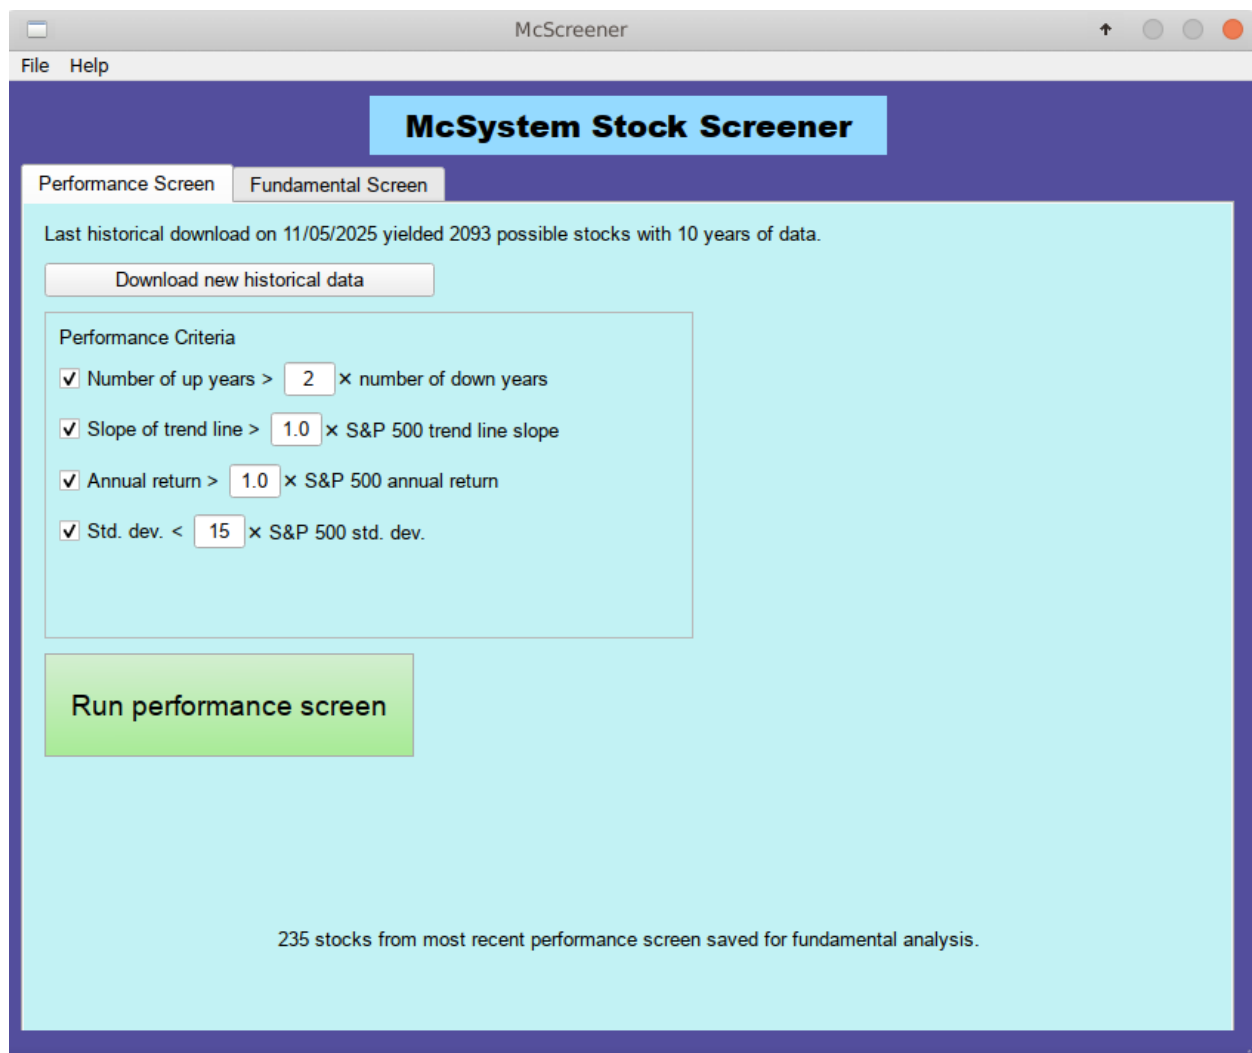 McScreener
File Help
McSystem Stock Screener
Performance Screen Fundamental Screen
Last historical download on 11/05/2025 yielded 2093 possible stocks with 10 years of data.
Download new historical data
Performance Criteria
Number of up years > 2 × number of down years
Slope of trend line > 1.0 × S&P 500 trend line slope
Annual return > 1.0 × S&P 500 annual return
Std. dev. < 15 × S&P 500 std. dev.
Run performance screen
235 stocks from most recent performance screen saved for fundamental analysis.